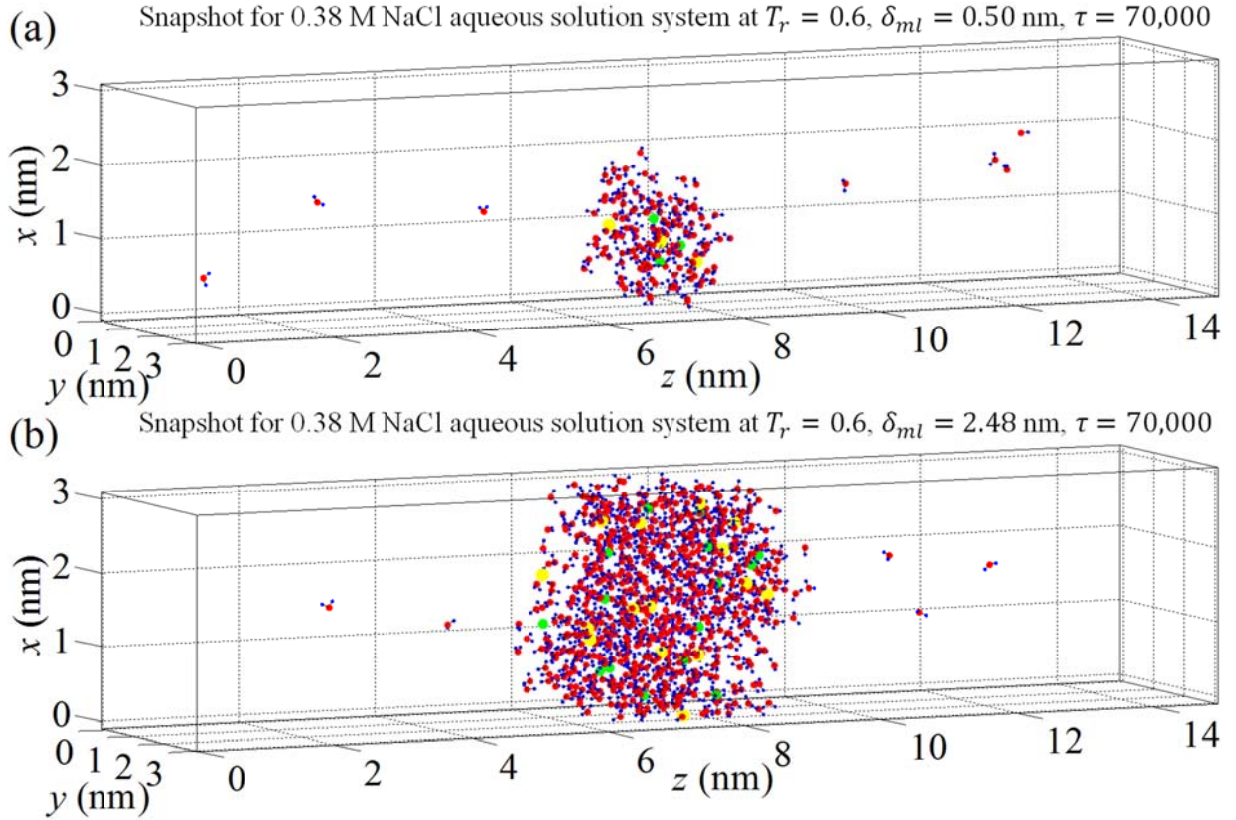 (a)
Snapshot for 0.38 M NaCl aqueous solution system at T_r = 0.6, δ_ml = 0.50 nm, τ = 70,000
3
2
1
0
x (nm)
0 1 2 3
y (nm)
0 2 4 6 8 10 12 14
z (nm)
(b)
Snapshot for 0.38 M NaCl aqueous solution system at T_r = 0.6, δ_ml = 2.48 nm, τ = 70,000
3
2
1
0
x (nm)
0 1 2 3
y (nm)
0 2 4 6 8 10 12 14
z (nm)